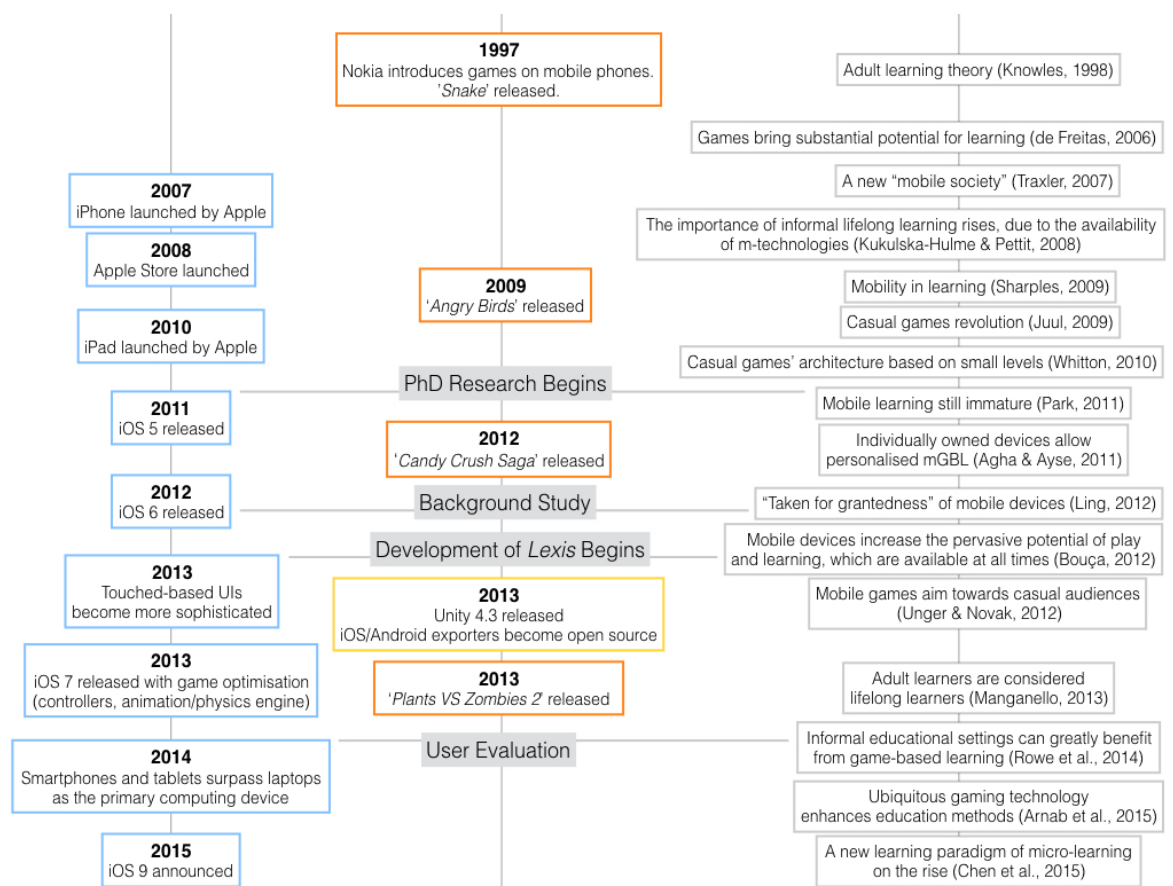 1997
Nokia introduces games on mobile phones.
'Snake' released.
Adult learning theory (Knowles, 1998)
Games bring substantial potential for learning (de Freitas, 2006)
2007
iPhone launched by Apple
A new “mobile society” (Traxler, 2007)
The importance of informal lifelong learning rises, due to the availability
of m-technologies (Kukulska-Hulme & Pettit, 2008)
2008
Apple Store launched
2009
'Angry Birds' released
Mobility in learning (Sharples, 2009)
Casual games revolution (Juul, 2009)
2010
iPad launched by Apple
Casual games' architecture based on small levels (Whitton, 2010)
PhD Research Begins
2011
iOS 5 released
Mobile learning still immature (Park, 2011)
2012
'Candy Crush Saga' released
Individually owned devices allow
personalised mGBL (Agha & Ayse, 2011)
2012
iOS 6 released
Background Study
“Taken for grantedness” of mobile devices (Ling, 2012)
Development of Lexis Begins
Mobile devices increase the pervasive potential of play
and learning, which are available at all times (Bouça, 2012)
2013
Touched-based UIs
become more sophisticated
2013
Unity 4.3 released
iOS/Android exporters become open source
Mobile games aim towards casual audiences
(Unger & Novak, 2012)
2013
iOS 7 released with game optimisation
(controllers, animation/physics engine)
2013
'Plants VS Zombies 2' released
Adult learners are considered
lifelong learners (Manganello, 2013)
User Evaluation
Informal educational settings can greatly benefit
from game-based learning (Rowe et al., 2014)
2014
Smartphones and tablets surpass laptops
as the primary computing device
Ubiquitous gaming technology
enhances education methods (Arnab et al., 2015)
2015
iOS 9 announced
A new learning paradigm of micro-learning
on the rise (Chen et al., 2015)